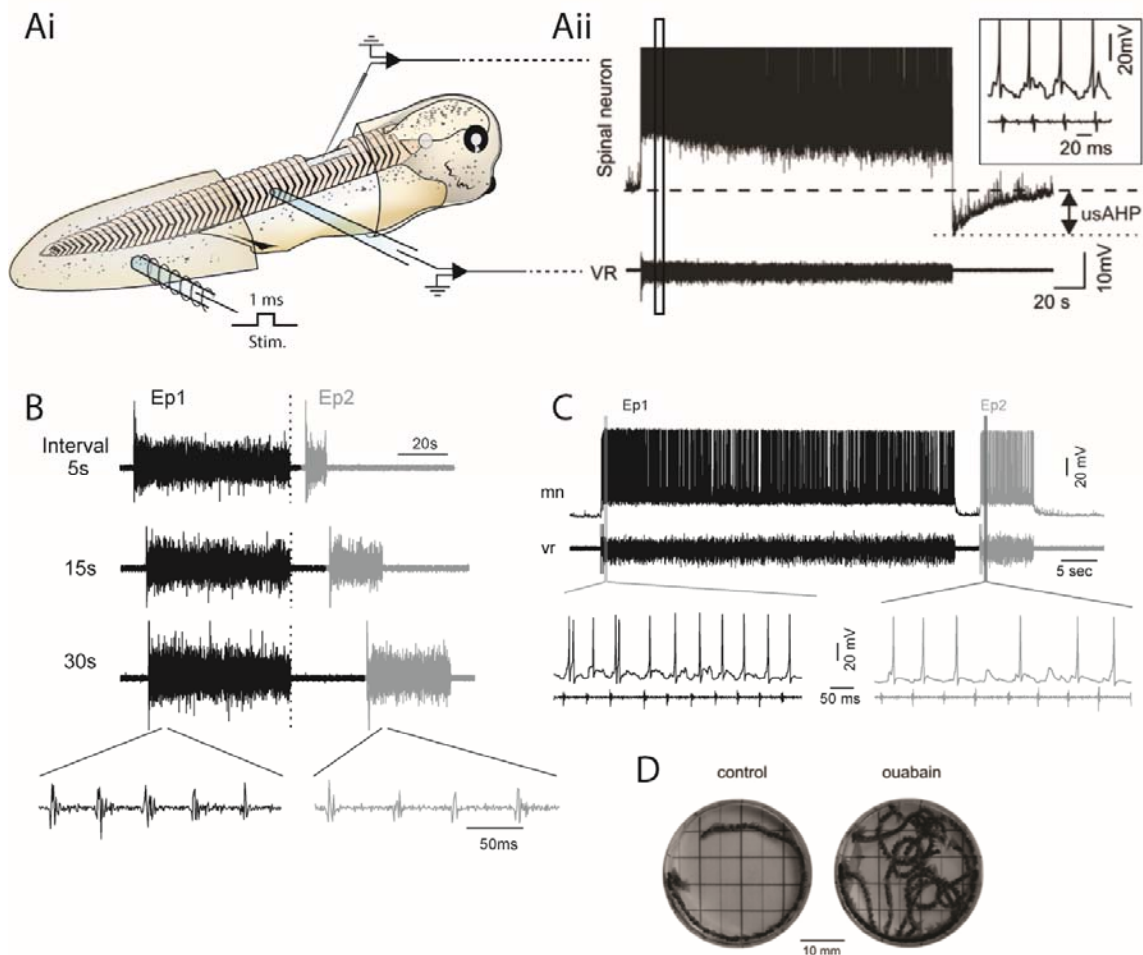 Ai
1 ms
Stim.
Aii
Spinal neuron
20mV
20 ms
usAHP
VR
10mV
20 s
B
Ep1
Ep2
Interval
5s
20s
15s
30s
50ms
C
Ep1
Ep2
mn
20 mV
vr
5 sec
20 mV
50 ms
D
control
ouabain
10 mm